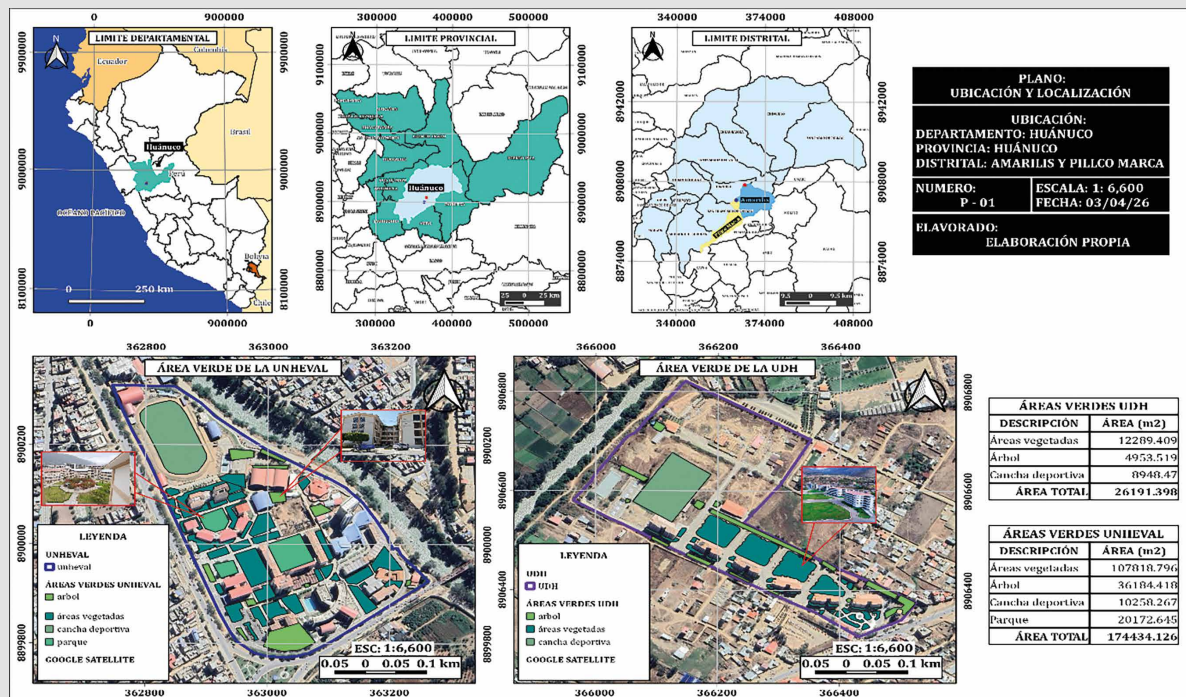 LIMITE DEPARTAMENTAL
LIMITE PROVINCIAL
LIMITE DISTRITAL
0
900000
300000
400000
500000
340000
374000
408000
9900000
9000000
8100000
9100000
9000000
8900000
8800000
8942000
8908000
8874000
Ecuador
Colombia
Brasil
Huánuco
Perú
OCÉANO PACÍFICO
Bolivia
Chile
0 250 km
Huánuco
25 0 25 km
Amarilis
9.5 0 9.5 km
0
900000
300000
400000
500000
340000
374000
408000
PLANO:
UBICACIÓN Y LOCALIZACIÓN
UBICACIÓN:
DEPARTAMENTO: HUÁNUCO
PROVINCIA: HUÁNUCO
DISTRITAL: AMARILIS Y PILLCO MARCA
NUMERO:
P - 01
ESCALA: 1: 6,600
FECHA: 03/04/26
ELAVORADO:
ELABORACIÓN PROPIA
362800
363000
363200
ÁREA VERDE DE LA UNHEVAL
8900200
8900000
8899800
LEYENDA
UNHEVAL
unheval
ÁREAS VERDES UNHEVAL
arbol
áreas vegetadas
cancha deportiva
parque
GOOGLE SATELLITE
ESC: 1:6,600
0.05 0 0.05 0.1 km
362800
363000
363200
366000
366200
366400
ÁREA VERDE DE LA UDH
8906800
8906600
8906400
LEYENDA
UDH
UDH
ÁREAS VERDES UDH
arbol
áreas vegetadas
cancha deportiva
GOOGLE SATELLITE
ESC: 1:6,600
0.05 0 0.05 0.1 km
366000
366200
366400
ÁREAS VERDES UDH
DESCRIPCIÓN ÁREA (m2)
Áreas vegetadas 12289.409
Árbol 4953.519
Cancha deportiva 8948.47
ÁREA TOTAL 26191.398
ÁREAS VERDES UNHEVAL
DESCRIPCIÓN ÁREA (m2)
Áreas vegetadas 107818.796
Árbol 36184.418
Cancha deportiva 10258.267
Parque 20172.645
ÁREA TOTAL 174434.126